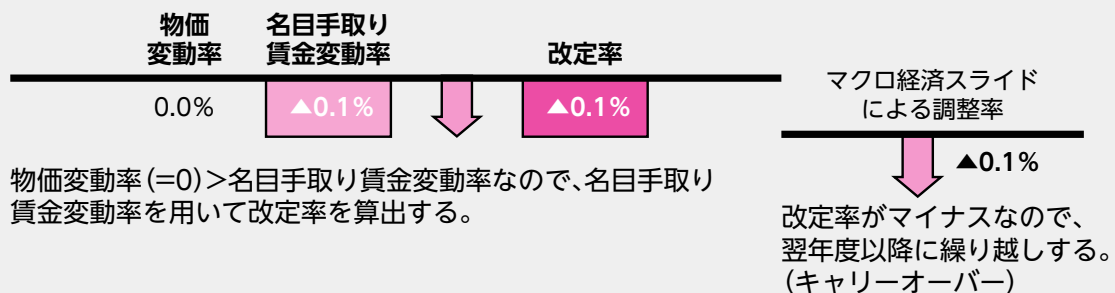 物価
変動率
名目手取り
賃金変動率
改定率
0.0%
▲0.1%
▲0.1%
物価変動率(=0)>名目手取り賃金変動率なので、名目手取り
賃金変動率を用いて改定率を算出する。
マクロ経済スライド
による調整率
▲0.1%
改定率がマイナスなので、
翌年度以降に繰り越しする。
(キャリーオーバー)